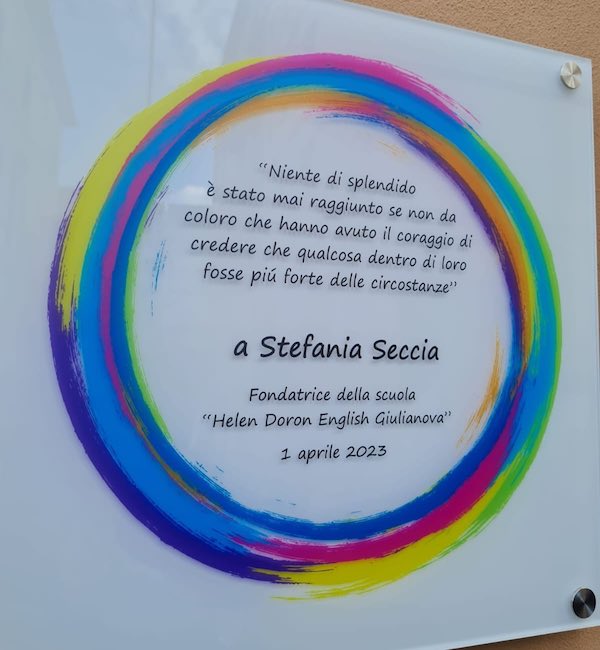 “Niente di splendido
è stato mai raggiunto se non da
coloro che hanno avuto il coraggio di
credere che qualcosa dentro di loro
fosse piú forte delle circostanze”
a Stefania Seccia
Fondatrice della scuola
“Helen Doron English Giulianova”
1 aprile 2023